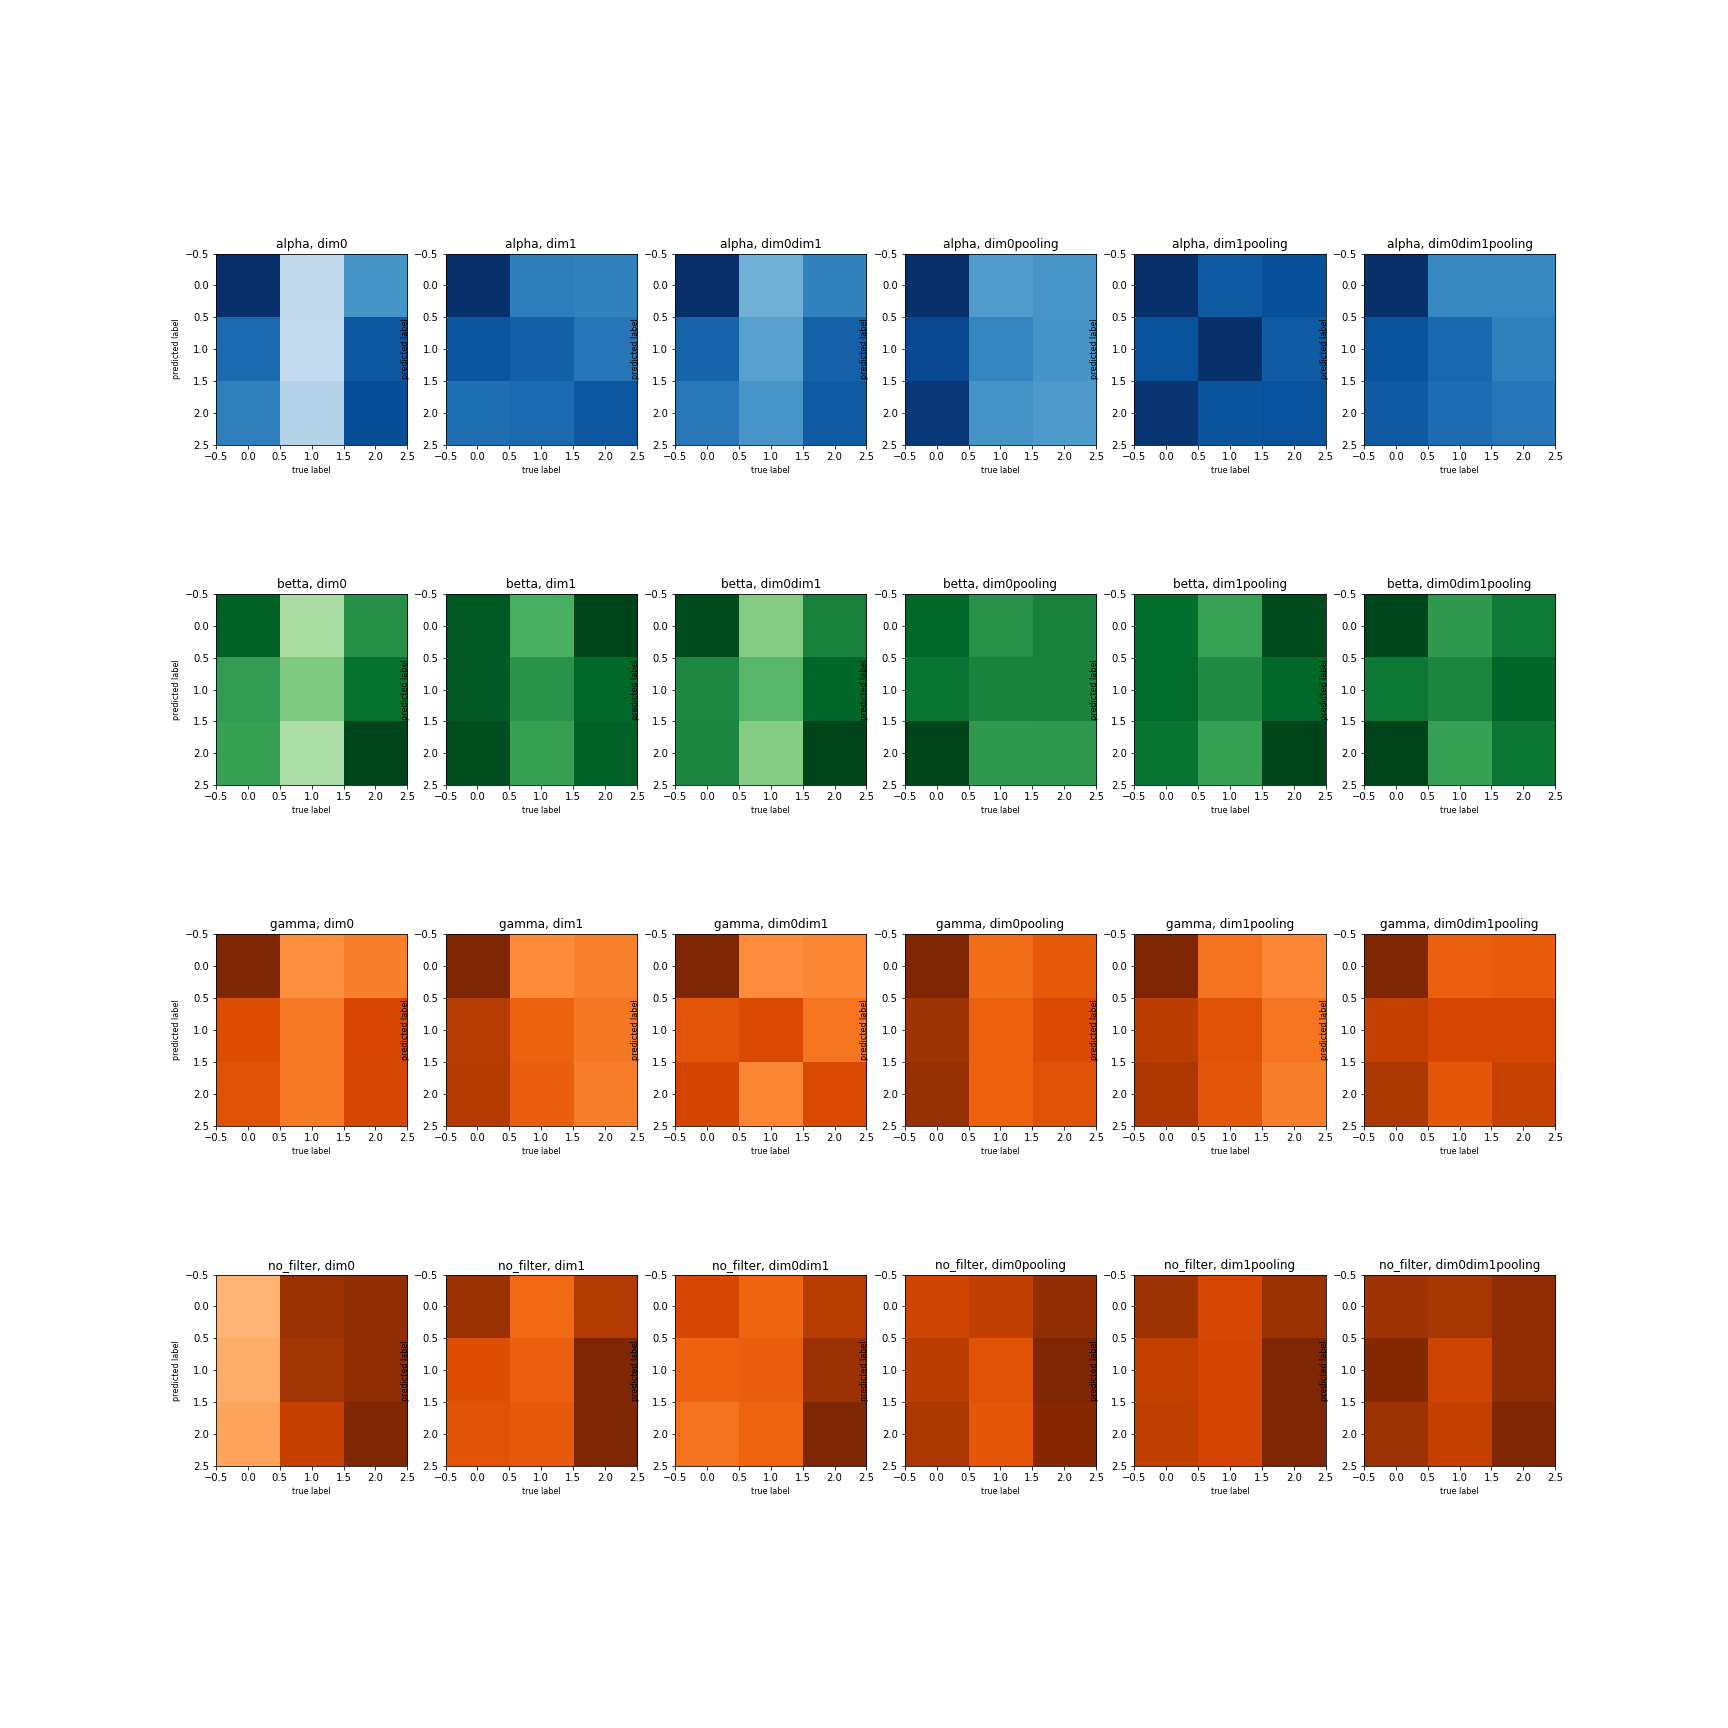 alpha, dim0 alpha, dim1 alpha, dim0dim1 alpha, dim0pooling alpha, dim1pooling alpha, dim0dim1pooling
−0.5 −0.5 −0.5 −0.5 −0.5 −0.5
0.0 0.0 0.0 0.0 0.0 0.0
0.5 0.5 0.5 0.5 0.5 0.5
predicted label predicted label predicted label predicted label predicted label predicted label
1.0 1.0 1.0 1.0 1.0 1.0
1.5 1.5 1.5 1.5 1.5 1.5
2.0 2.0 2.0 2.0 2.0 2.0
2.5 2.5 2.5 2.5 2.5 2.5
−0.5 0.0 0.5 1.0 1.5 2.0 2.5 −0.5 0.0 0.5 1.0 1.5 2.0 2.5 −0.5 0.0 0.5 1.0 1.5 2.0 2.5 −0.5 0.0 0.5 1.0 1.5 2.0 2.5 −0.5 0.0 0.5 1.0 1.5 2.0 2.5 −0.5 0.0 0.5 1.0 1.5 2.0 2.5
true label true label true label true label true label true label
betta, dim0 betta, dim1 betta, dim0dim1 betta, dim0pooling betta, dim1pooling betta, dim0dim1pooling
−0.5 −0.5 −0.5 −0.5 −0.5 −0.5
0.0 0.0 0.0 0.0 0.0 0.0
0.5 0.5 0.5 0.5 0.5 0.5
predicted label predicted label predicted label predicted label predicted label predicted label
1.0 1.0 1.0 1.0 1.0 1.0
1.5 1.5 1.5 1.5 1.5 1.5
2.0 2.0 2.0 2.0 2.0 2.0
2.5 2.5 2.5 2.5 2.5 2.5
−0.5 0.0 0.5 1.0 1.5 2.0 2.5 −0.5 0.0 0.5 1.0 1.5 2.0 2.5 −0.5 0.0 0.5 1.0 1.5 2.0 2.5 −0.5 0.0 0.5 1.0 1.5 2.0 2.5 −0.5 0.0 0.5 1.0 1.5 2.0 2.5 −0.5 0.0 0.5 1.0 1.5 2.0 2.5
true label true label true label true label true label true label
gamma, dim0 gamma, dim1 gamma, dim0dim1 gamma, dim0pooling gamma, dim1pooling gamma, dim0dim1pooling
−0.5 −0.5 −0.5 −0.5 −0.5 −0.5
0.0 0.0 0.0 0.0 0.0 0.0
0.5 0.5 0.5 0.5 0.5 0.5
predicted label predicted label predicted label predicted label predicted label predicted label
1.0 1.0 1.0 1.0 1.0 1.0
1.5 1.5 1.5 1.5 1.5 1.5
2.0 2.0 2.0 2.0 2.0 2.0
2.5 2.5 2.5 2.5 2.5 2.5
−0.5 0.0 0.5 1.0 1.5 2.0 2.5 −0.5 0.0 0.5 1.0 1.5 2.0 2.5 −0.5 0.0 0.5 1.0 1.5 2.0 2.5 −0.5 0.0 0.5 1.0 1.5 2.0 2.5 −0.5 0.0 0.5 1.0 1.5 2.0 2.5 −0.5 0.0 0.5 1.0 1.5 2.0 2.5
true label true label true label true label true label true label
no_filter, dim0 no_filter, dim1 no_filter, dim0dim1 no_filter, dim0pooling no_filter, dim1pooling no_filter, dim0dim1pooling
−0.5 −0.5 −0.5 −0.5 −0.5 −0.5
0.0 0.0 0.0 0.0 0.0 0.0
0.5 0.5 0.5 0.5 0.5 0.5
predicted label predicted label predicted label predicted label predicted label predicted label
1.0 1.0 1.0 1.0 1.0 1.0
1.5 1.5 1.5 1.5 1.5 1.5
2.0 2.0 2.0 2.0 2.0 2.0
2.5 2.5 2.5 2.5 2.5 2.5
−0.5 0.0 0.5 1.0 1.5 2.0 2.5 −0.5 0.0 0.5 1.0 1.5 2.0 2.5 −0.5 0.0 0.5 1.0 1.5 2.0 2.5 −0.5 0.0 0.5 1.0 1.5 2.0 2.5 −0.5 0.0 0.5 1.0 1.5 2.0 2.5 −0.5 0.0 0.5 1.0 1.5 2.0 2.5
true label true label true label true label true label true label